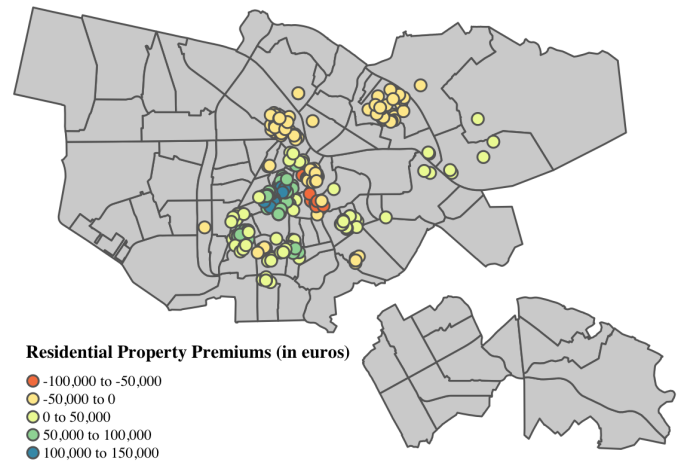 Residential Property Premiums (in euros)
-100,000 to -50,000
-50,000 to 0
0 to 50,000
50,000 to 100,000
100,000 to 150,000